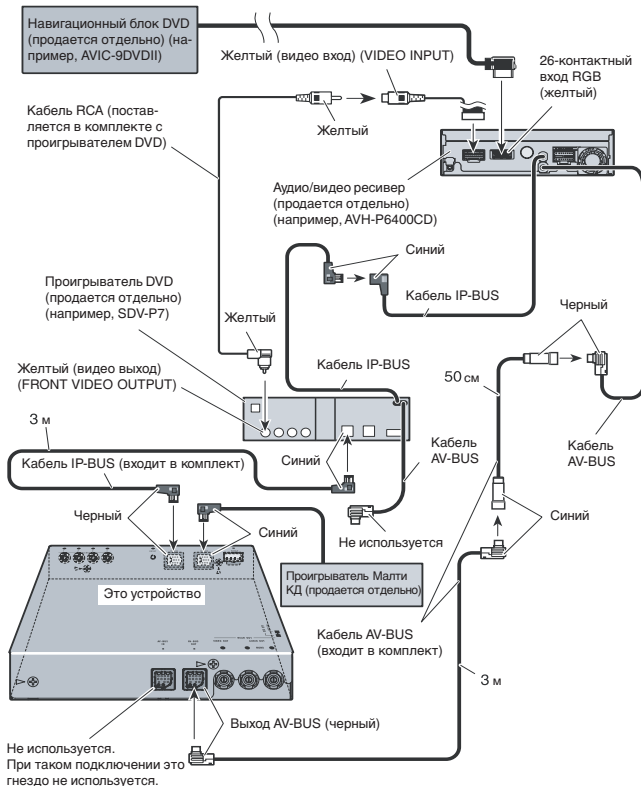 Навигационный блок DVD
(продается отдельно) (на-
пример, AVIC-9DVDII)
Желтый (видео вход) (VIDEO INPUT)
26-контактный
вход RGB
(желтый)
Кабель RCA (постав-
ляется в комплекте с
проигрывателем DVD)
Желтый
Аудио/видео ресивер
(продается отдельно)
(например, AVH-P6400CD)
Синий
Кабель IP-BUS
Проигрыватель DVD
(продается отдельно)
(например, SDV-P7)
Желтый
Черный
Желтый (видео выход)
(FRONT VIDEO OUTPUT)
Кабель IP-BUS
50 см
3 м
Кабель IP-BUS (входит в комплект)
Синий
Кабель
AV-BUS
Кабель
AV-BUS
Черный
Синий
Не используется
Синий
Это устройство
Проигрыватель Малти
КД (продается отдельно)
Кабель AV-BUS
(входит в комплект)
3 м
Выход AV-BUS (черный)
Не используется.
При таком подключении это
гнездо не используется.